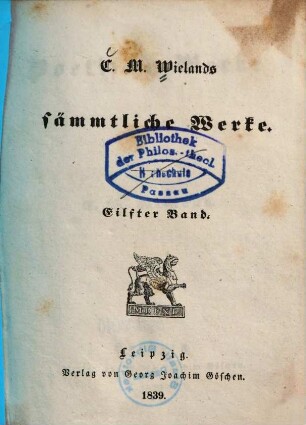 C. M. Wielands
sämmtliche Werke.
Bibliothek
der Philos.-theol.
Hochschule
Passau
Eilfter Band.
Leipzig.
Verlag von Georg Joachim Göschen.
1839.